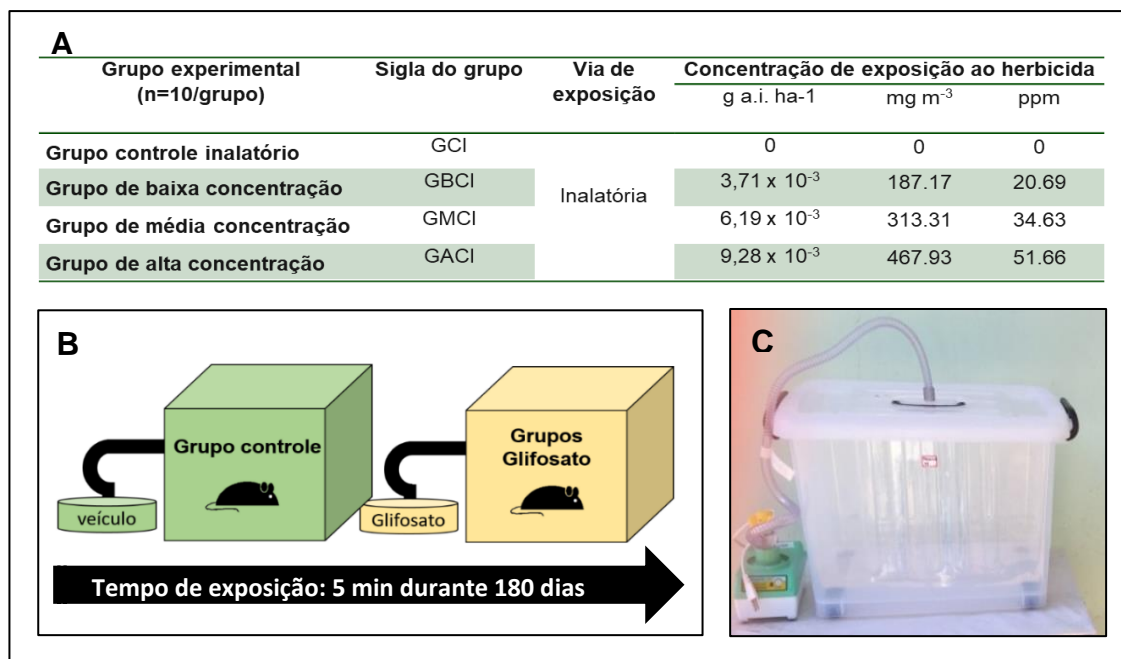 A
Grupo experimental
(n=10/grupo)
Sigla do grupo
Via de
exposição
Concentração de exposição ao herbicida
g a.i. ha-1 mg m⁻³ ppm
Grupo controle inalatório GCI 0 0 0
Grupo de baixa concentração GBCI 3,71 x 10⁻³ 187.17 20.69
Inalatória
Grupo de média concentração GMCI 6,19 x 10⁻³ 313.31 34.63
Grupo de alta concentração GACI 9,28 x 10⁻³ 467.93 51.66
B
Grupo controle
veículo
Grupos
Glifosato
Glifosato
Tempo de exposição: 5 min durante 180 dias
C